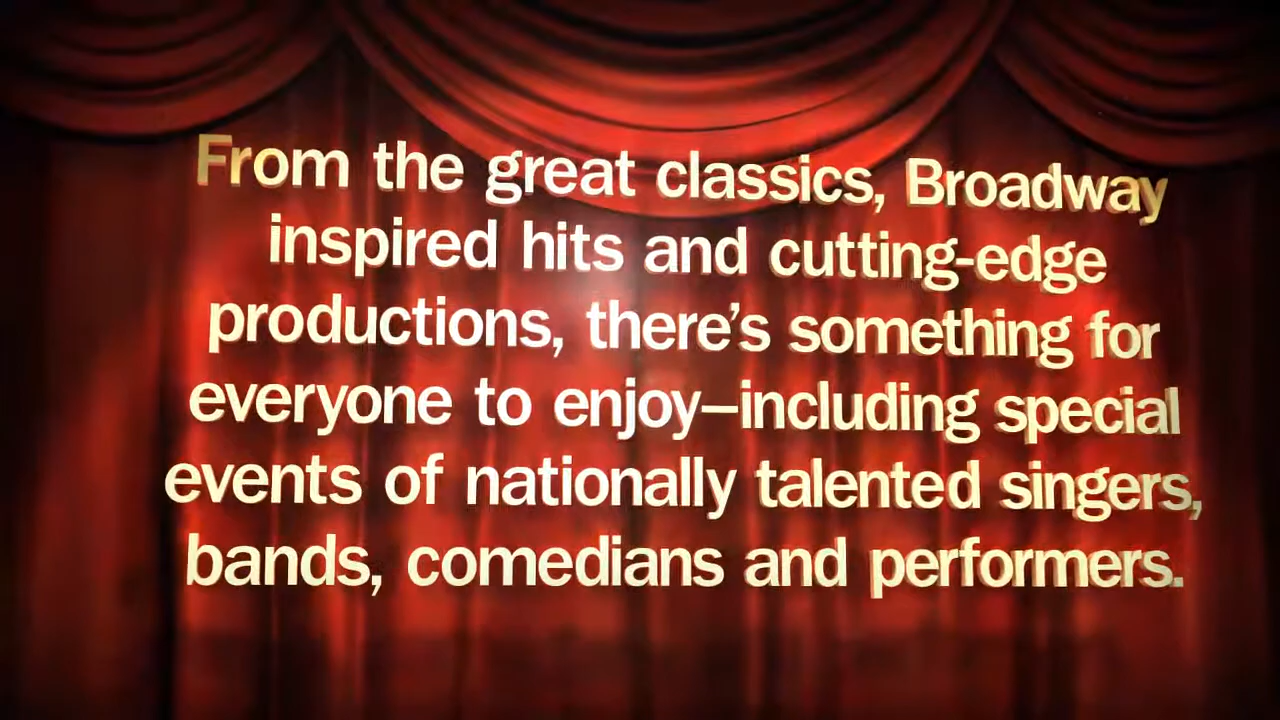 From the great classics, Broadway
inspired hits and cutting-edge
productions, there’s something for
everyone to enjoy—including special
events of nationally talented singers,
bands, comedians and performers.